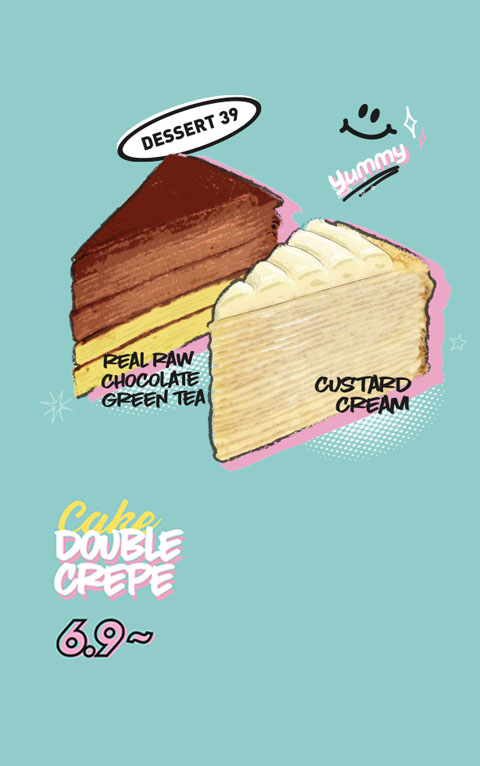 DESSERT 39
Yummy
REAL RAW
CHOCOLATE
GREEN TEA
CUSTARD
CREAM
Cake
DOUBLE
CREPE
6.9~